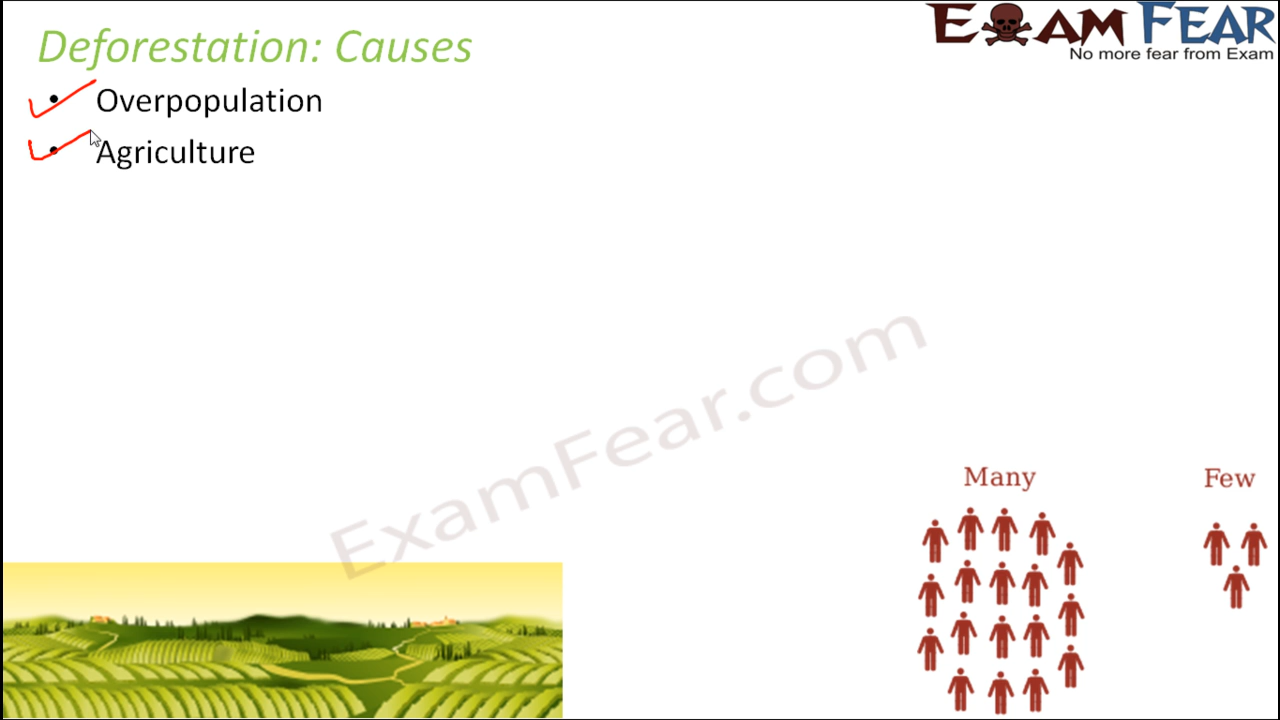 Deforestation: Causes
EXAM FEAR
No more fear from Exam
• Overpopulation
• Agriculture
ExamFear.com
Many
Few